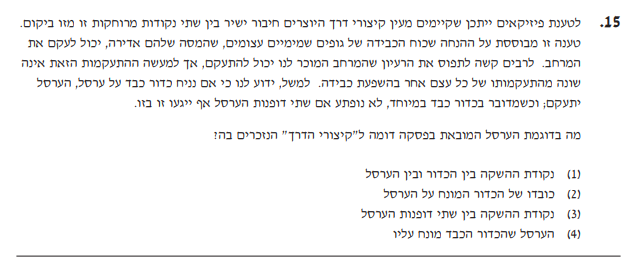 15. לטענת פיזיקאים ייתכן שקיימים מעין קיצורי דרך היוצרים חיבור ישיר בין שתי נקודות מרוחקות זו מזו ביקום.
טענה זו מבוססת על ההנחה שכוח הכבידה של גופים שמימיים עצומים, שהמסה שלהם אדירה, יכול לעקם את
המרחב. לרבים קשה לתפוס את הרעיון שהמרחב המוכר לנו יכול להתעקם, אך למעשה ההתעקמות הזאת אינה
שונה מהתעקמותו של כל עצם אחר בהשפעת כבידה. למשל, ידוע לנו כי אם נניח כדור כבד על ערסל, הערסל
יתעקם; וכשמדובר בכדור כבד במיוחד, לא נופתע אם שתי דופנות הערסל אף ייגעו זו בזו.
מה בדוגמת הערסל המובאת בפסקה דומה ל"קיצורי הדרך" הנזכרים בה?
(1) נקודת ההשקה בין הכדור ובין הערסל
(2) כובדו של הכדור המונח על הערסל
(3) נקודת ההשקה בין שתי דופנות הערסל
(4) הערסל שהכדור הכבד מונח עליו